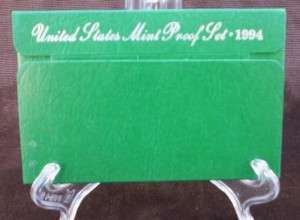 United States Mint Proof Set • 1994